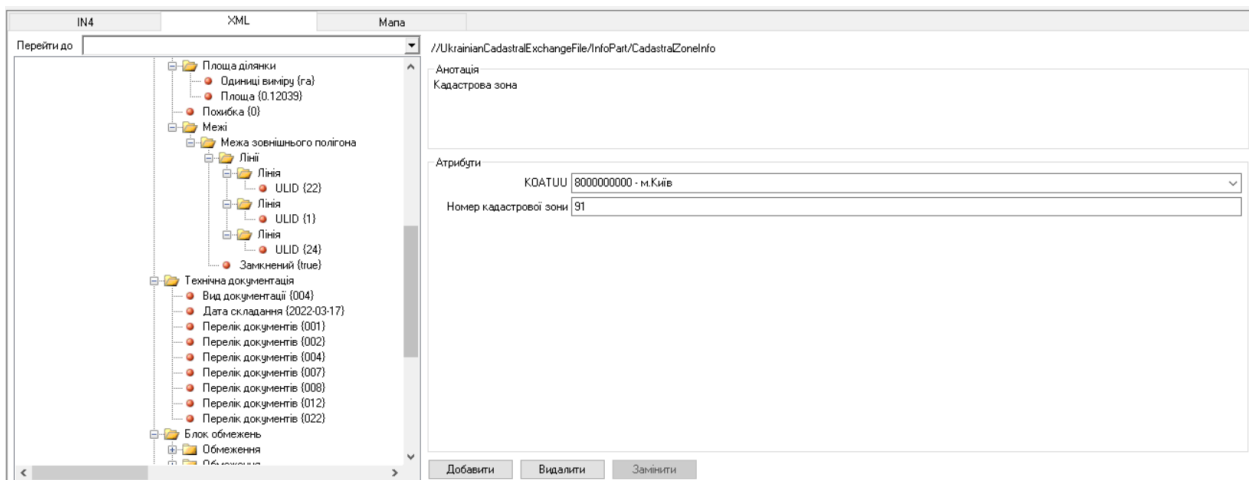 IN4
XML
Мапа
Перейти до
//UkrainianCadastralExchangeFile/InfoPart/CadastralZoneInfo
Площа ділянки
Одиниці виміру {га}
Площа {0.12039}
Похибка {0}
Межі
Межа зовнішнього полігона
Лінії
Лінія
ULID {22}
Лінія
ULID {1}
Лінія
ULID {24}
Замкнений {true}
Технічна документація
Вид документації {004}
Дата складання {2022-03-17}
Перелік документів {001}
Перелік документів {002}
Перелік документів {004}
Перелік документів {007}
Перелік документів {008}
Перелік документів {012}
Перелік документів {022}
Блок обмежень
Обмеження
Обмеження
Анотація
Кадастрова зона
Атрибути
KOATUU 8000000000 - м.Київ
Номер кадастрової зони 91
Добавити Видалити Замінити